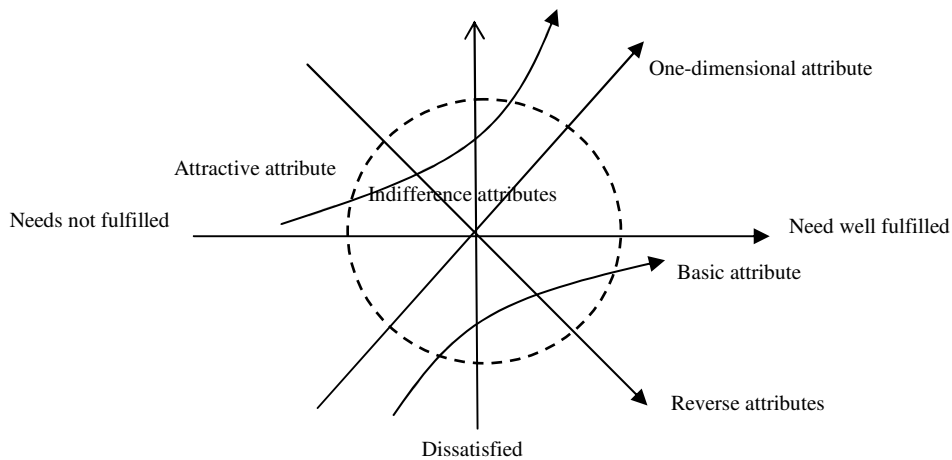 One-dimensional attribute
Attractive attribute
Indifference attributes
Needs not fulfilled
Need well fulfilled
Basic attribute
Reverse attributes
Dissatisfied